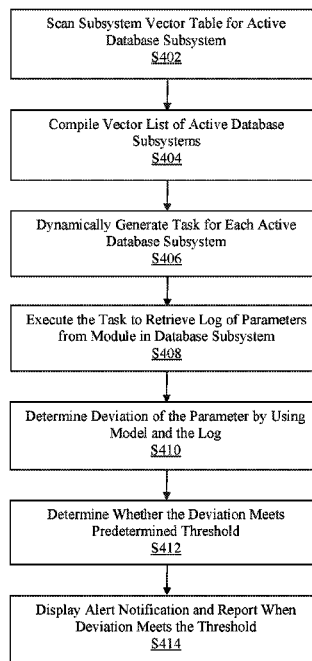 Scan Subsystem Vector Table for Active
Database Subsystem
S402
Compile Vector List of Active Database
Subsystems
S404
Dynamically Generate Task for Each Active
Database Subsystem
S406
Execute the Task to Retrieve Log of Parameters
from Module in Database Subsystem
S408
Determine Deviation of the Parameter by Using
Model and the Log
S410
Determine Whether the Deviation Meets
Predetermined Threshold
S412
Display Alert Notification and Report When
Deviation Meets the Threshold
S414